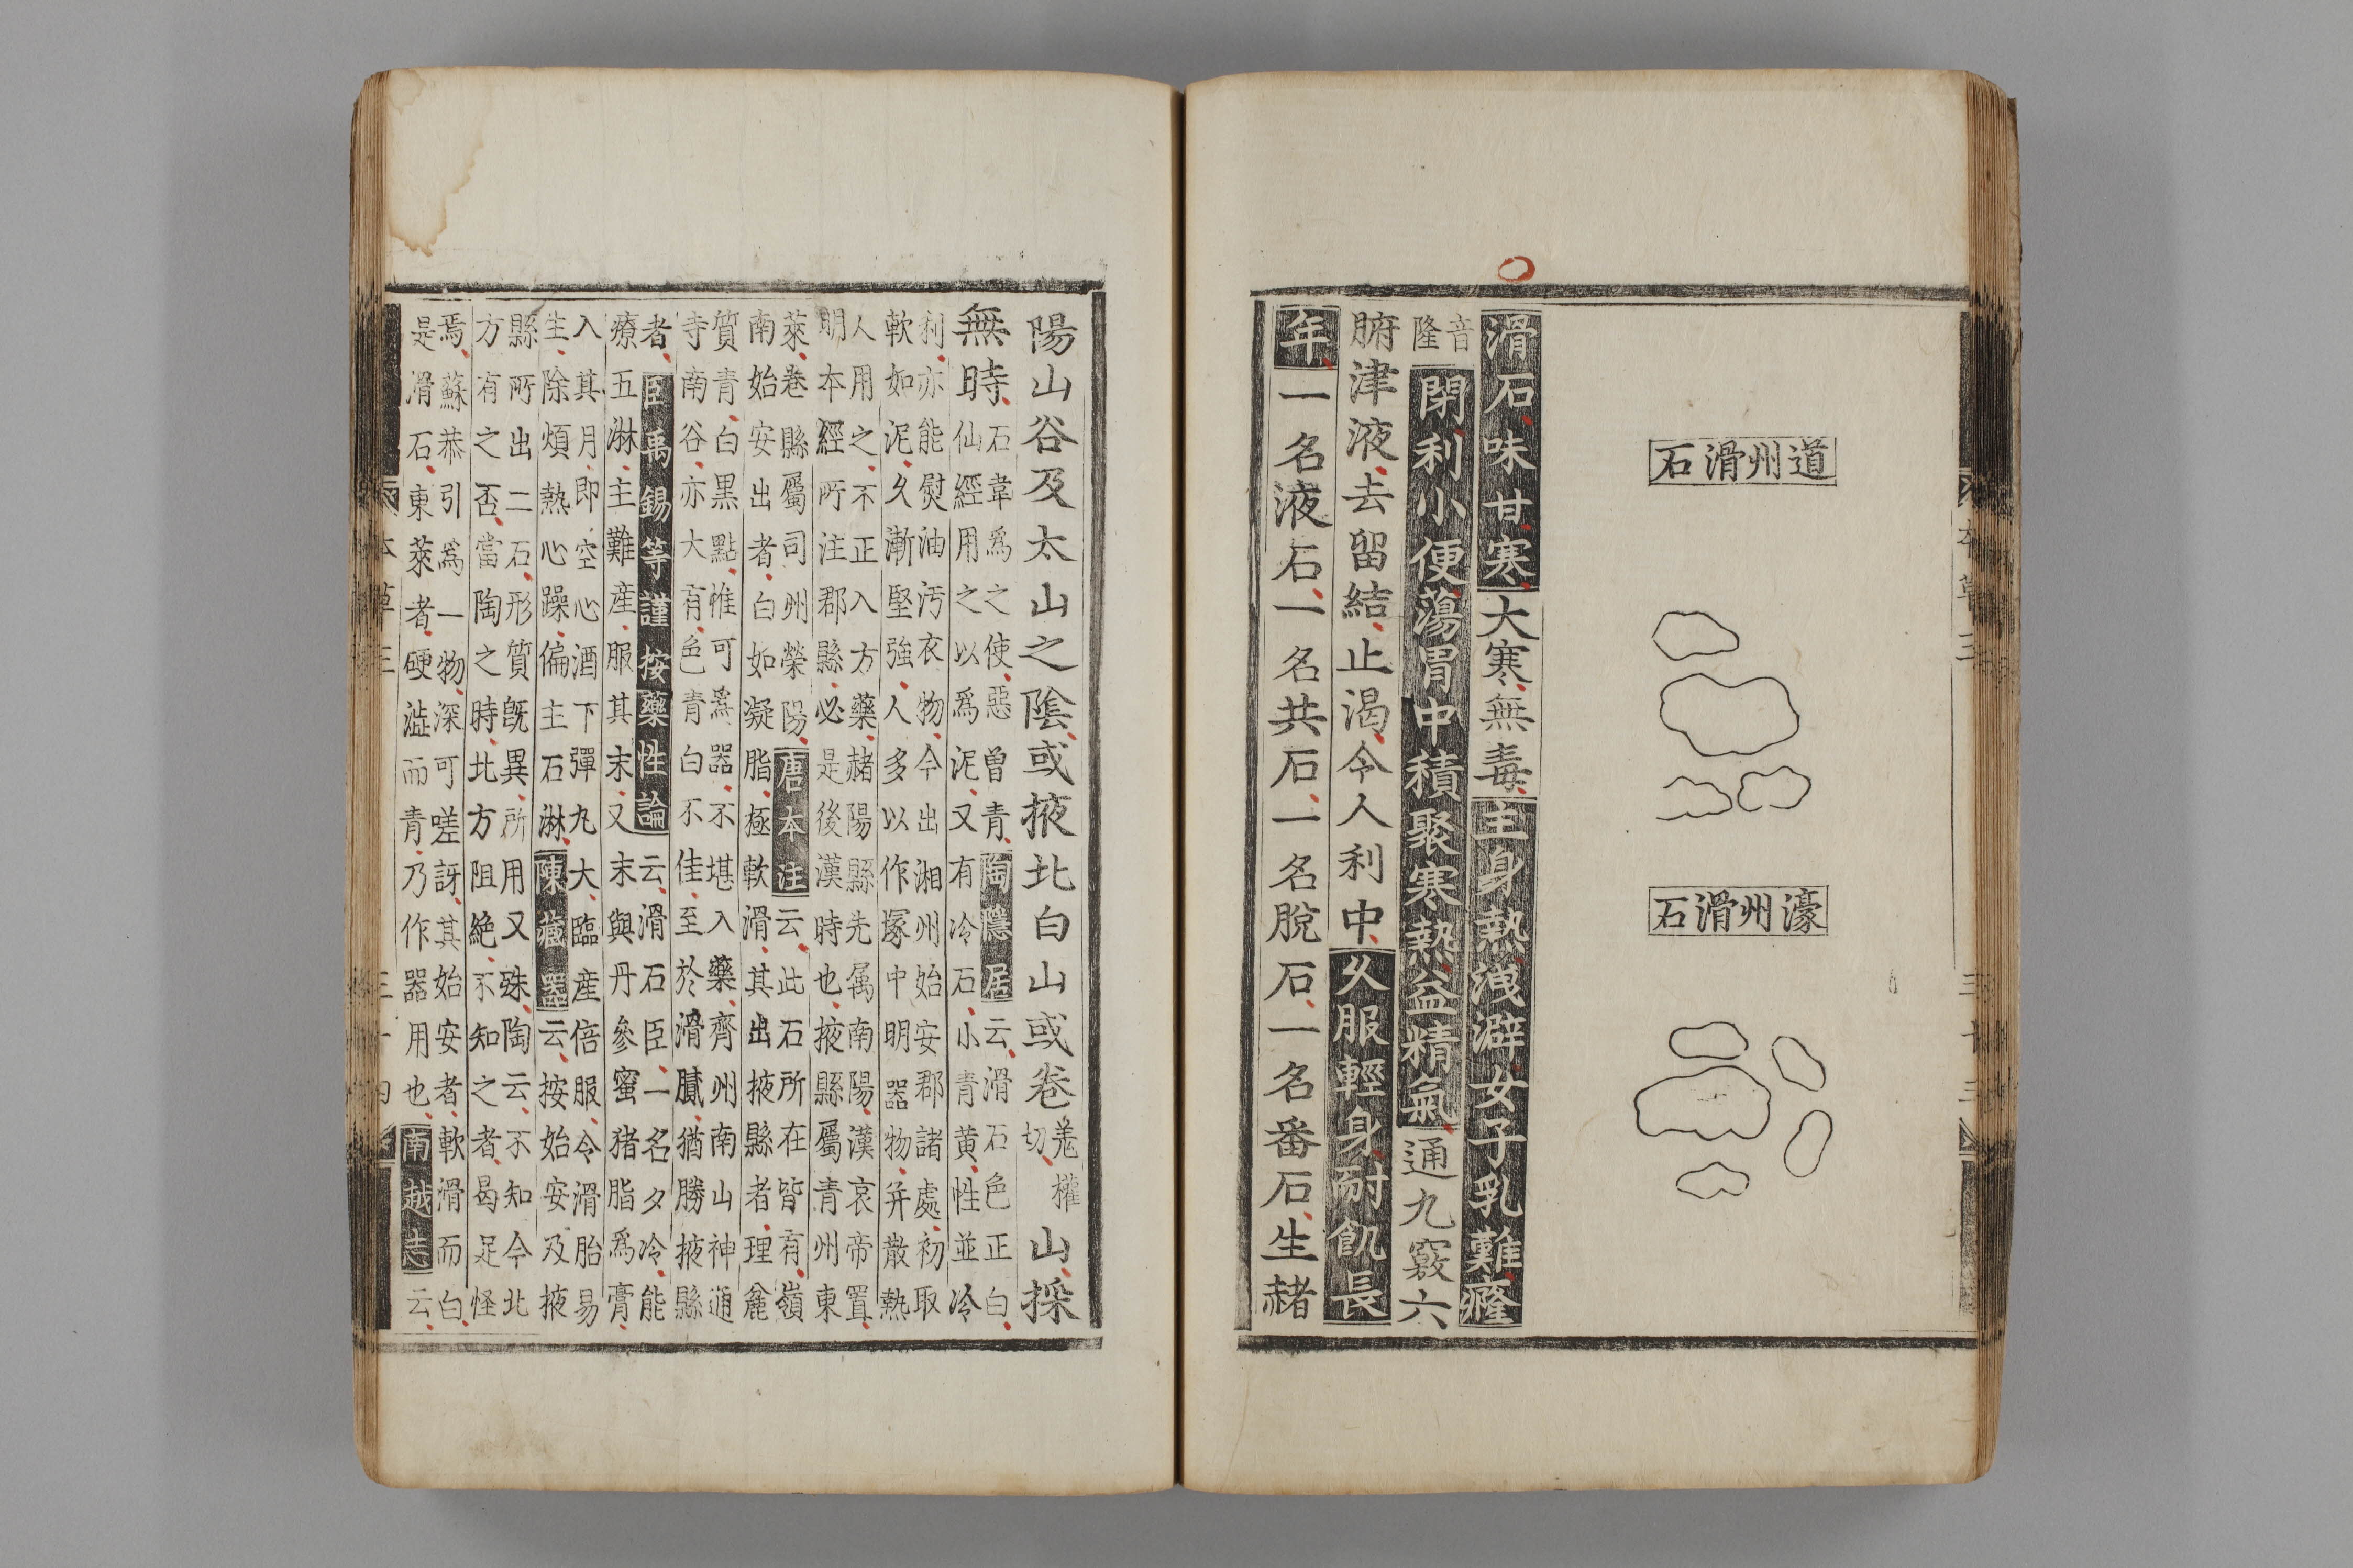 道州滑石
濠州滑石
滑石味甘寒大寒無毒主身熱洩澼女子乳難癃
音
隆
閉利小便蕩胃中積聚寒熱益精氣通九竅六
腑津液去留結止渴令人利中久服輕身耐飢長
年一名液石一名共石一名脫石一名番石生赭
陽山谷及太山之陰或掖北白山或卷
羗權
切
山採
無時
石韋爲之使惡曾青陶隱居云滑石色正白
仙經用之以爲泥又有冷石小青黄性並冷
利亦能熨油污衣物今出湘州始安郡諸處初取
軟如泥久漸堅強人多以作塚中明器物并散熱
人用之不正入方藥赭陽縣先属南陽漢哀帝置
明本經所注郡縣必是後漢時也掖縣屬青州東
萊卷縣屬司州榮陽唐本注云此石所在皆有嶺
南始安出者白如凝脂極軟滑其出掖縣者理麄
質青白黒點惟可爲器不堪入藥齊州南山神通
寺南谷亦大有色青白不佳至於滑膩猶勝掖縣
者臣禹錫等謹按藥性論云滑石臣一名夕冷能
療五淋主難産服其末又末與丹參蜜猪脂爲膏
入其月即空心酒下彈丸大臨産倍服令滑胎易
生除煩熱心躁偏主石淋陳藏器云按始安及掖
縣所出二石形質旣異所用又殊陶云不知今北
方有之否當陶之時北方阻絶不知之者曷足怪
焉蘇恭引爲一物深可嗟訝其始安者軟滑而白
是滑石東萊者硬澁而青乃作器用也南越志云
本草三
三十四